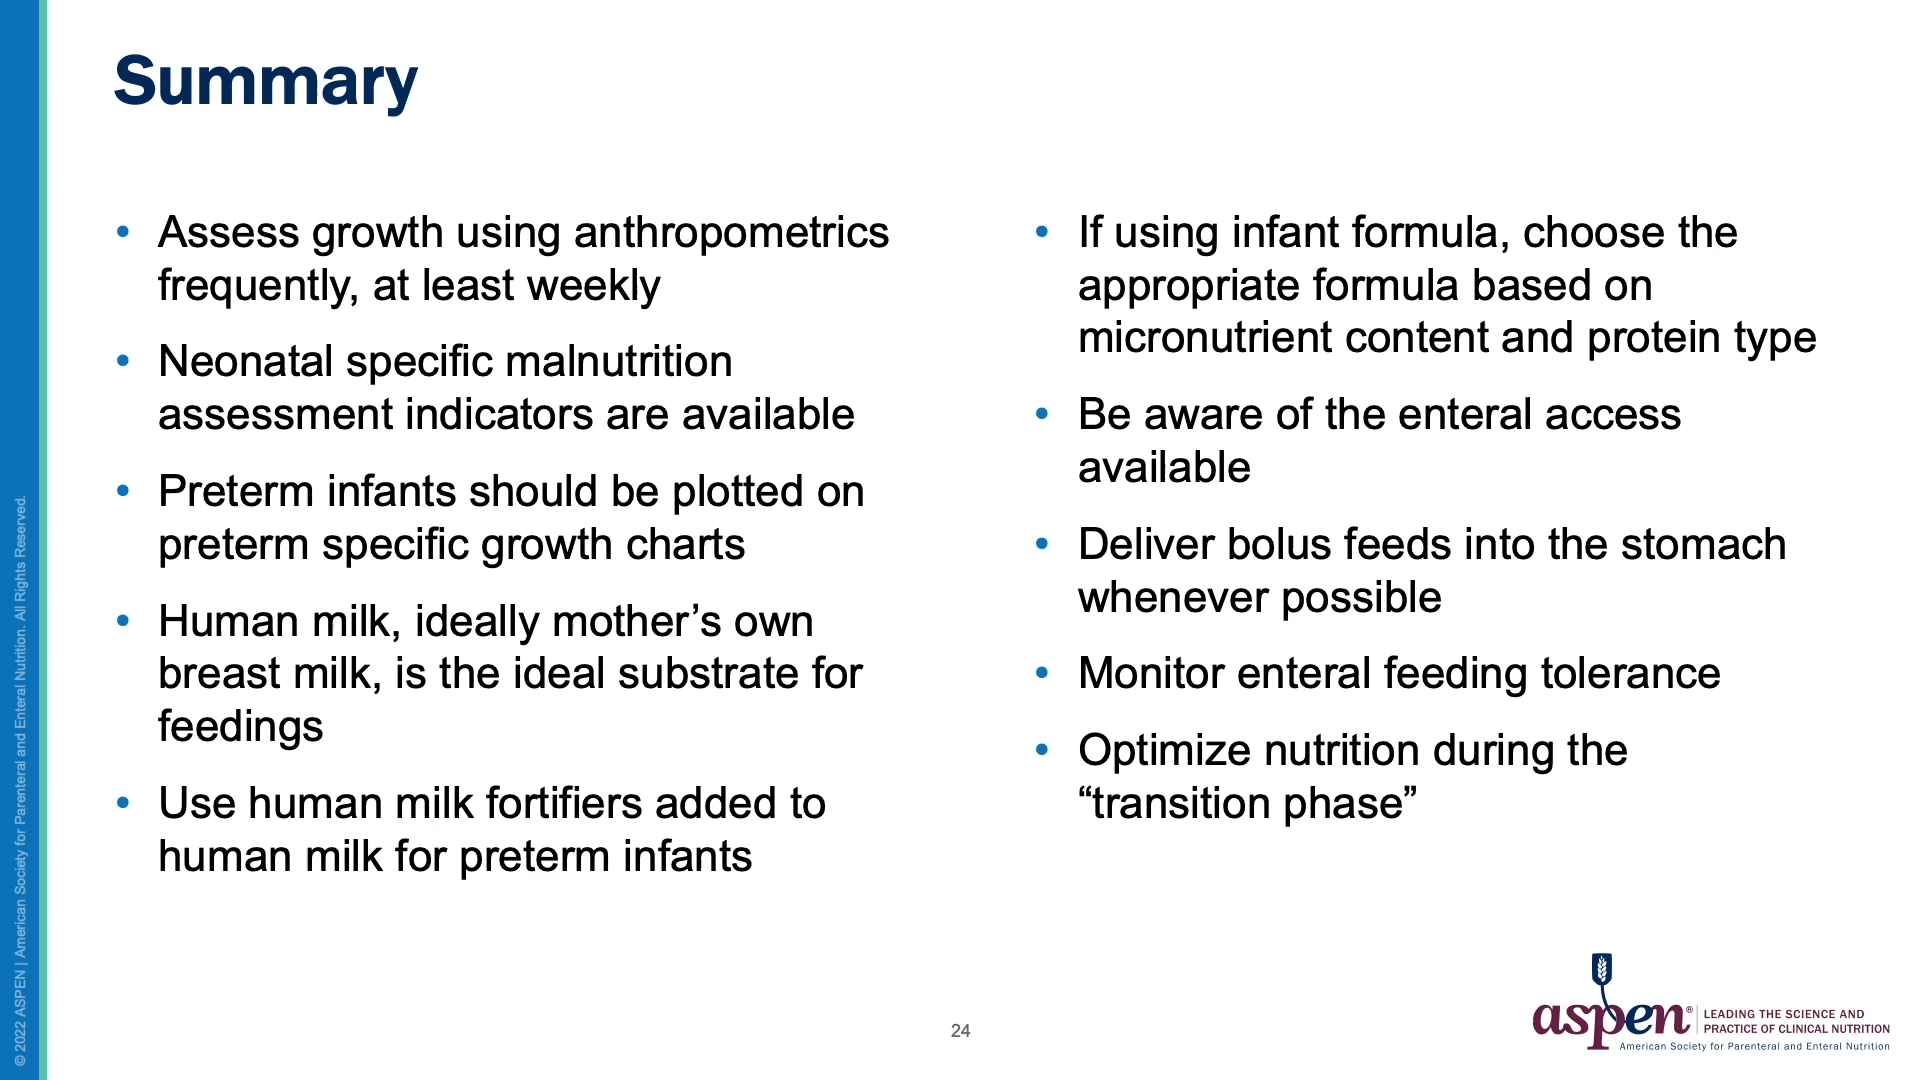 Summary
• Assess growth using anthropometrics
frequently, at least weekly
• Neonatal specific malnutrition
assessment indicators are available
• Preterm infants should be plotted on
preterm specific growth charts
• Human milk, ideally mother’s own
breast milk, is the ideal substrate for
feedings
• Use human milk fortifiers added to
human milk for preterm infants
• If using infant formula, choose the
appropriate formula based on
micronutrient content and protein type
• Be aware of the enteral access
available
• Deliver bolus feeds into the stomach
whenever possible
• Monitor enteral feeding tolerance
• Optimize nutrition during the
“transition phase”
© 2022 ASPEN | American Society for Parenteral and Enteral Nutrition. All Rights Reserved.
24
aspen®
LEADING THE SCIENCE AND
PRACTICE OF CLINICAL NUTRITION
American Society for Parenteral and Enteral Nutrition